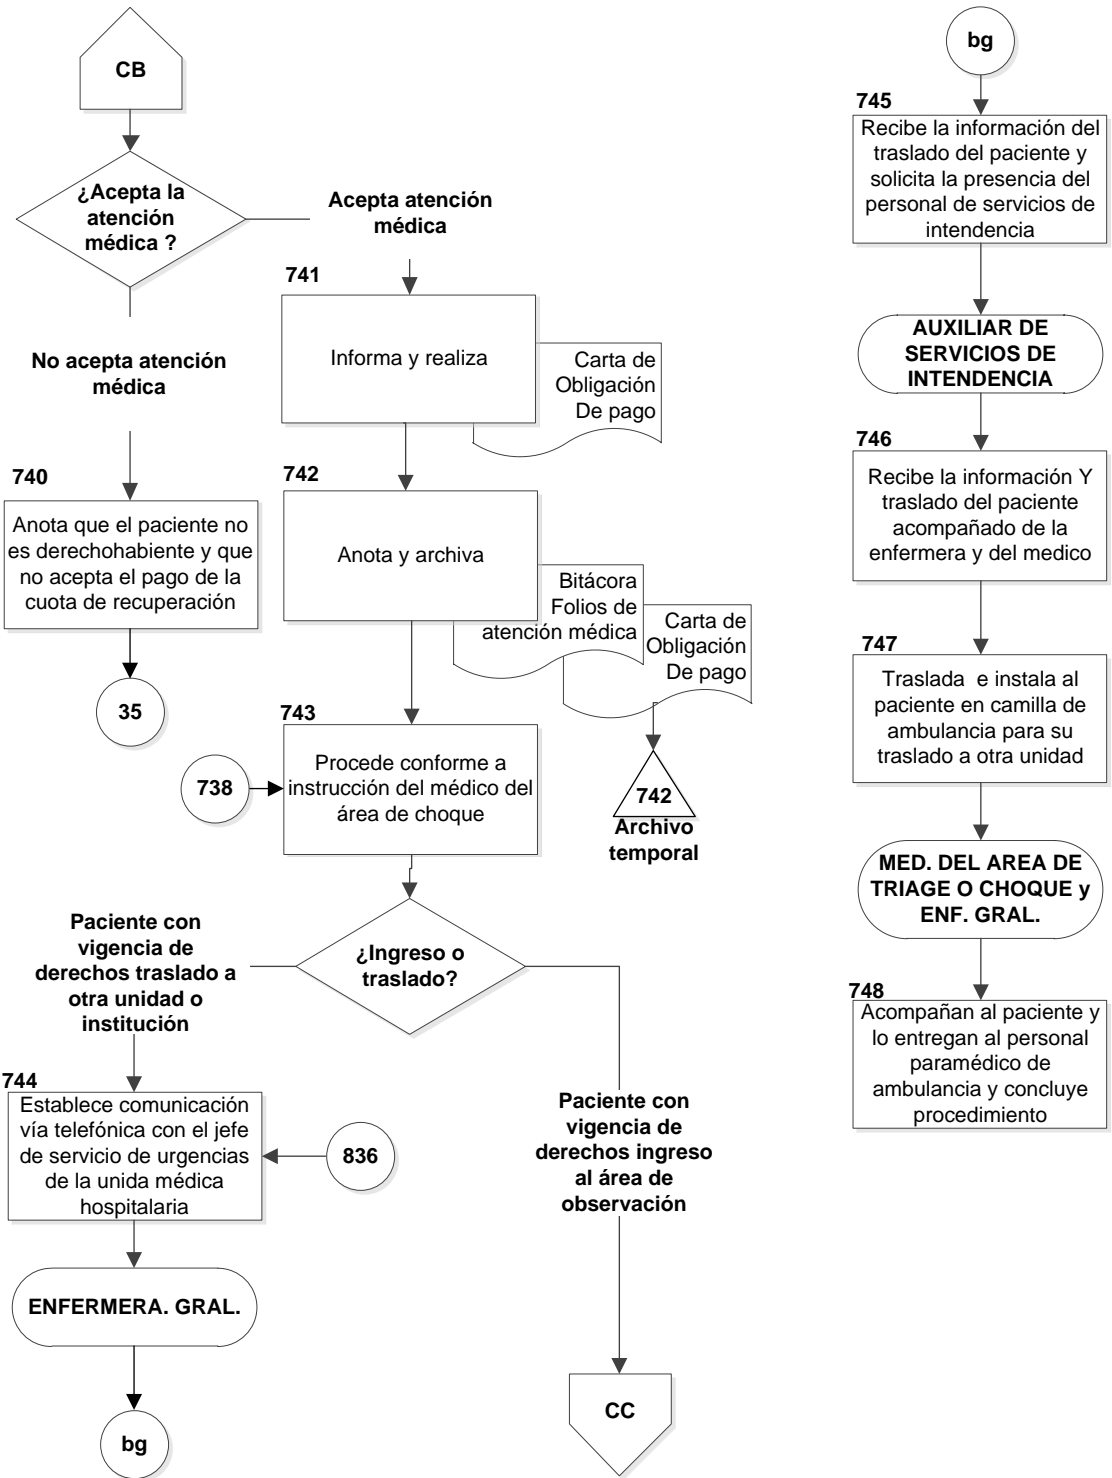 CB
¿Acepta la
atención
médica ?
Acepta atención
médica
No acepta atención
médica
740
Anota que el paciente no
es derechohabiente y que
no acepta el pago de la
cuota de recuperación
35
741
Informa y realiza
Carta de
Obligación
De pago
742
Anota y archiva
Bitácora
Folios de
atención médica
Carta de
Obligación
De pago
742
Archivo
temporal
743
Procede conforme a
instrucción del médico del
área de choque
738
¿Ingreso o
traslado?
Paciente con
vigencia de
derechos traslado a
otra unidad o
institución
744
Establece comunicación
vía telefónica con el jefe
de servicio de urgencias
de la unida médica
hospitalaria
836
ENFERMERA. GRAL.
bg
Paciente con
vigencia de
derechos ingreso
al área de
observación
CC
bg
745
Recibe la información del
traslado del paciente y
solicita la presencia del
personal de servicios de
intendencia
AUXILIAR DE
SERVICIOS DE
INTENDENCIA
746
Recibe la información Y
traslado del paciente
acompañado de la
enfermera y del medico
747
Traslada e instala al
paciente en camilla de
ambulancia para su
traslado a otra unidad
MED. DEL AREA DE
TRIAGE O CHOQUE y
ENF. GRAL.
748
Acompañan al paciente y
lo entregan al personal
paramédico de
ambulancia y concluye
procedimiento